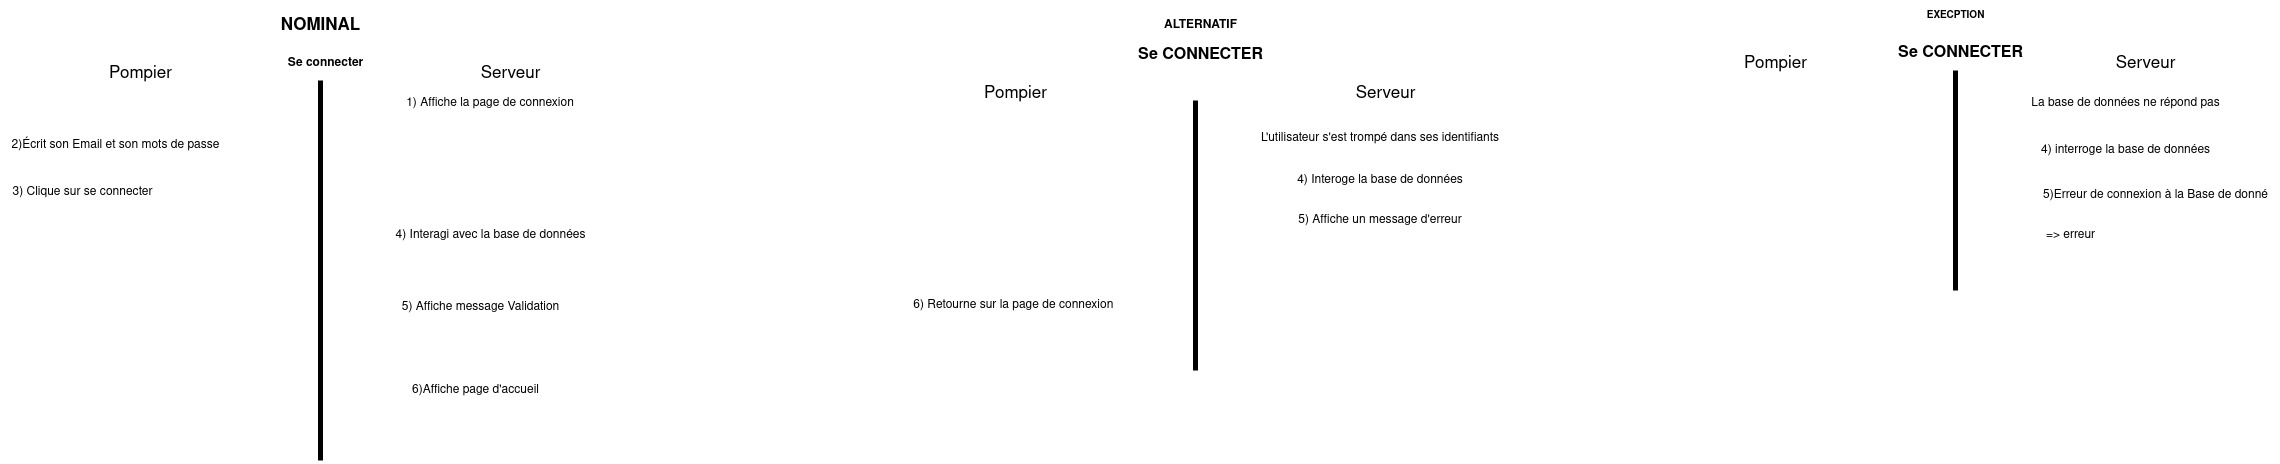 NOMINAL
Se connecter
Pompier
Serveur
1) Affiche la page de connexion
2)Écrit son Email et son mots de passe
3) Clique sur se connecter
4) Interagi avec la base de données
5) Affiche message Validation
6)Affiche page d'accueil
ALTERNATIF
Se CONNECTER
Pompier
Serveur
L'utilisateur s'est trompé dans ses identifiants
4) Interoge la base de données
5) Affiche un message d'erreur
6) Retourne sur la page de connexion
EXECPTION
Se CONNECTER
Pompier
Serveur
La base de données ne répond pas
4) interroge la base de données
5)Erreur de connexion à la Base de donné
=> erreur